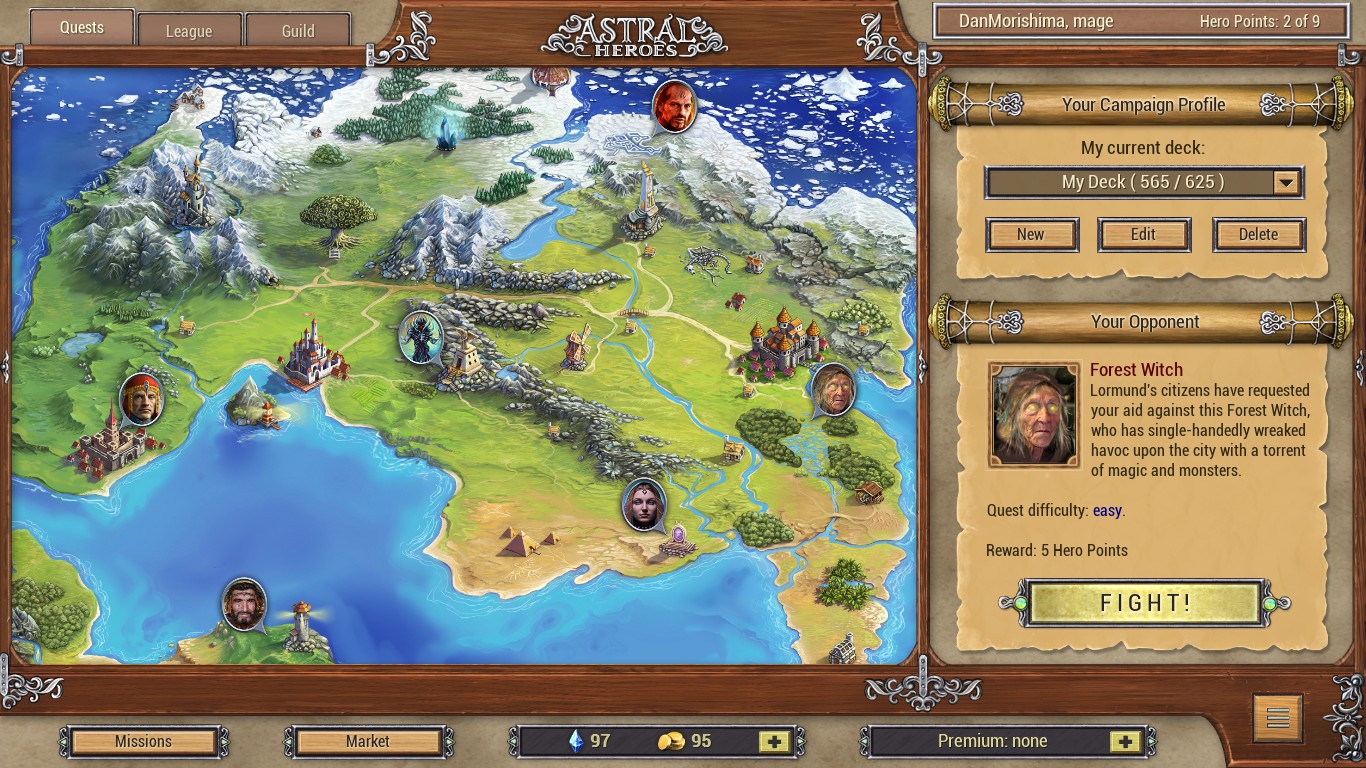 Quests
League
Guild
ASTRAL
HEROES
DanMorishima, mage
Hero Points: 2 of 9
Your Campaign Profile
My current deck:
My Deck ( 565 / 625 )
New
Edit
Delete
Your Opponent
Forest Witch
Lormund's citizens have requested
your aid against this Forest Witch,
who has single-handedly wreaked
havoc upon the city with a torrent
of magic and monsters.
Quest difficulty: easy.
Reward: 5 Hero Points
FIGHT!
Missions
Market
97
95
Premium: none